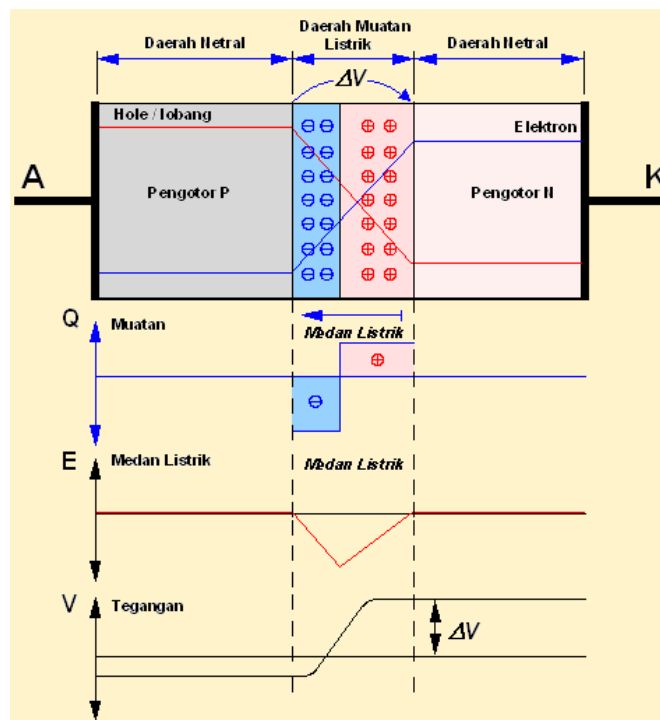 Daerah Netral
Daerah Muatan
Listrik
Daerah Netral
ΔV
Hole / lobang
Elektron
A
Pengotor P
Pengotor N
K
Q
Muatan
Medan Listrik
E
Medan Listrik
Medan Listrik
V
Tegangan
ΔV